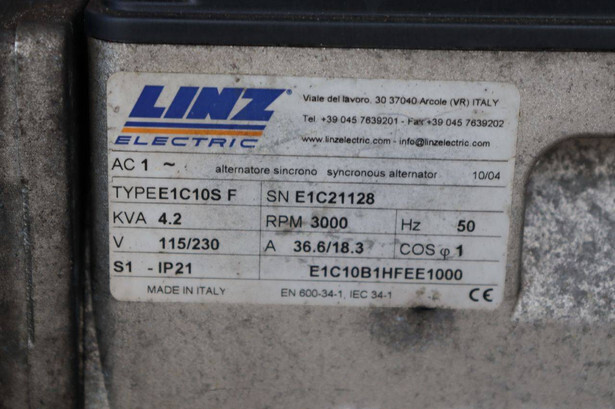 LINZ
ELECTRIC
Viale del lavoro, 30 37040 Arcole (VR) ITALY
Tel. +39 045 7639201 - Fax +39 045 7639202
www.linzelectric.com - info@linzelectric.com
AC 1 ~ alternatore sincrono syncronous alternator 10/04
TYPE E1C10S F SN E1C21128
KVA 4.2 RPM 3000 Hz 50
V 115/230 A 36.6/18.3 COS φ 1
S1 - IP21 E1C10B1HFEE1000
MADE IN ITALY EN 600-34-1, IEC 34-1 CE